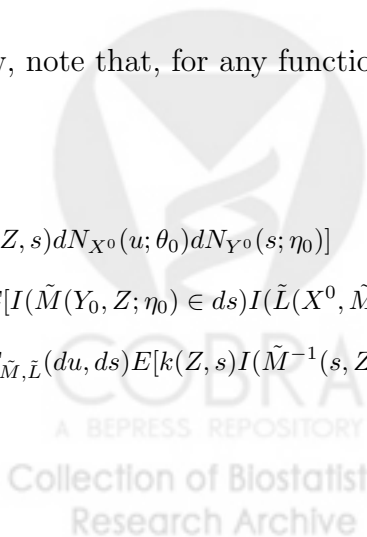 , note that, for any functio
Z, s)dN_{X^0}(u; θ_0)dN_{Y^0}(s; η_0)]
[I(M̃(Y_0, Z; η_0) ∈ ds)I(L̃(X^0, M̃
_{M̃,L̃}(du, ds)E[k(Z, s)I(M̃^{-1}(s, Z
COBRA
A BEPRESS REPOSITORY
Collection of Biostatist
Research Archive